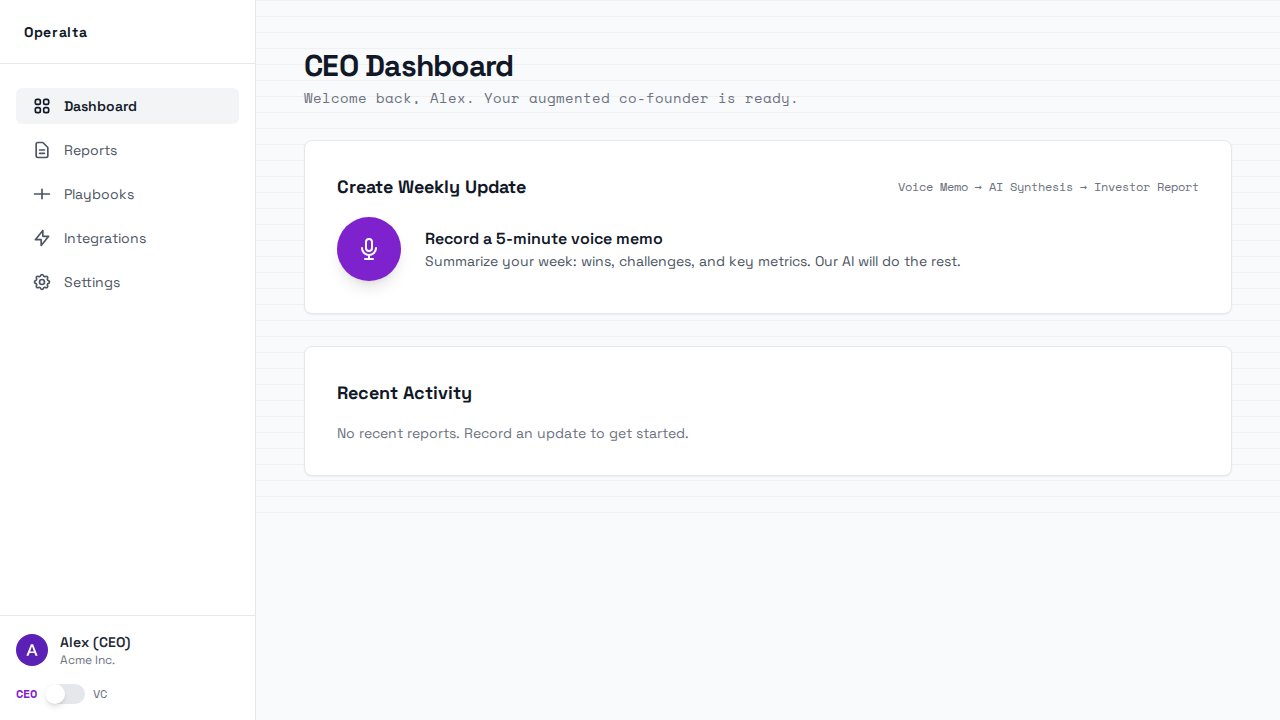 Operalta
Dashboard
Reports
Playbooks
Integrations
Settings
A
Alex (CEO)
Acme Inc.
CEO VC
CEO Dashboard
Welcome back, Alex. Your augmented co-founder is ready.
Create Weekly Update
Voice Memo → AI Synthesis → Investor Report
Record a 5-minute voice memo
Summarize your week: wins, challenges, and key metrics. Our AI will do the rest.
Recent Activity
No recent reports. Record an update to get started.